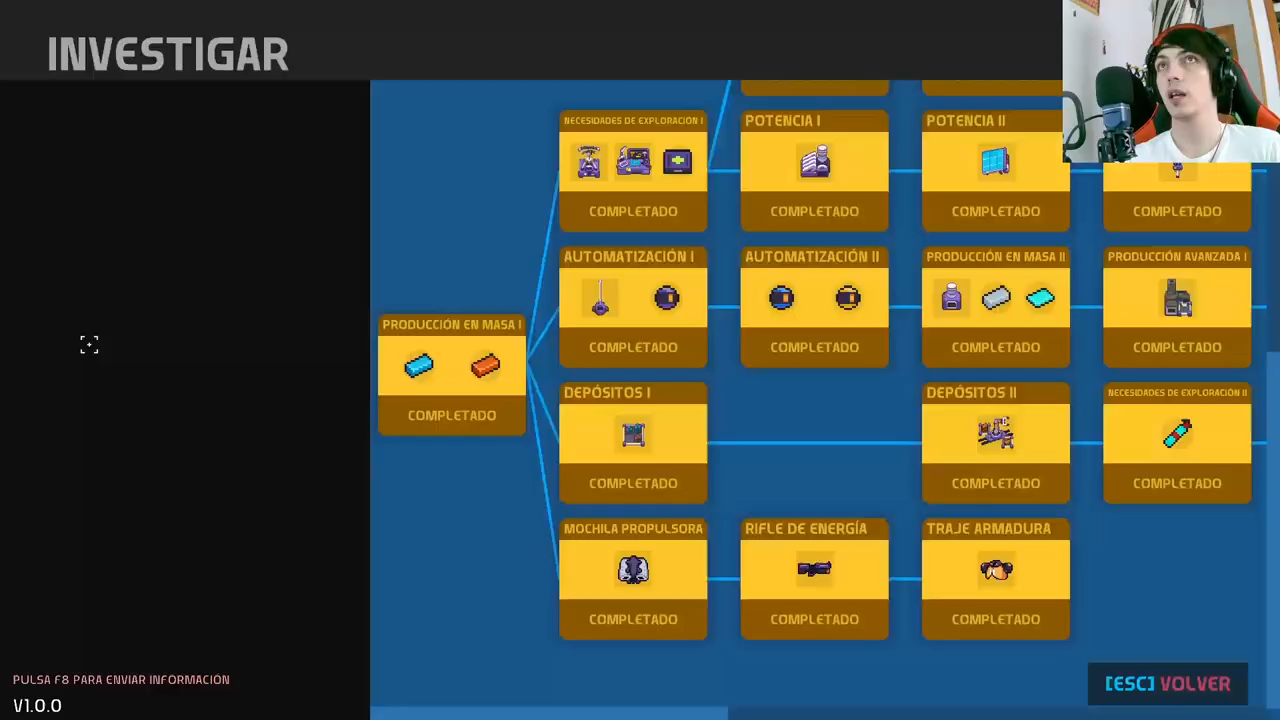 INVESTIGAR
NECESIDADES DE EXPLORACIÓN I
COMPLETADO
POTENCIA I
COMPLETADO
POTENCIA II
COMPLETADO
COMPLETADO
AUTOMATIZACIÓN I
COMPLETADO
AUTOMATIZACIÓN II
COMPLETADO
PRODUCCIÓN EN MASA II
COMPLETADO
PRODUCCIÓN AVANZADA I
COMPLETADO
PRODUCCIÓN EN MASA I
COMPLETADO
DEPÓSITOS I
COMPLETADO
DEPÓSITOS II
COMPLETADO
NECESIDADES DE EXPLORACIÓN II
COMPLETADO
MOCHILA PROPULSORA
COMPLETADO
RIFLE DE ENERGÍA
COMPLETADO
TRAJE ARMADURA
COMPLETADO
PULSA F8 PARA ENVIAR INFORMACIÓN
V1.0.0
[ESC] VOLVER